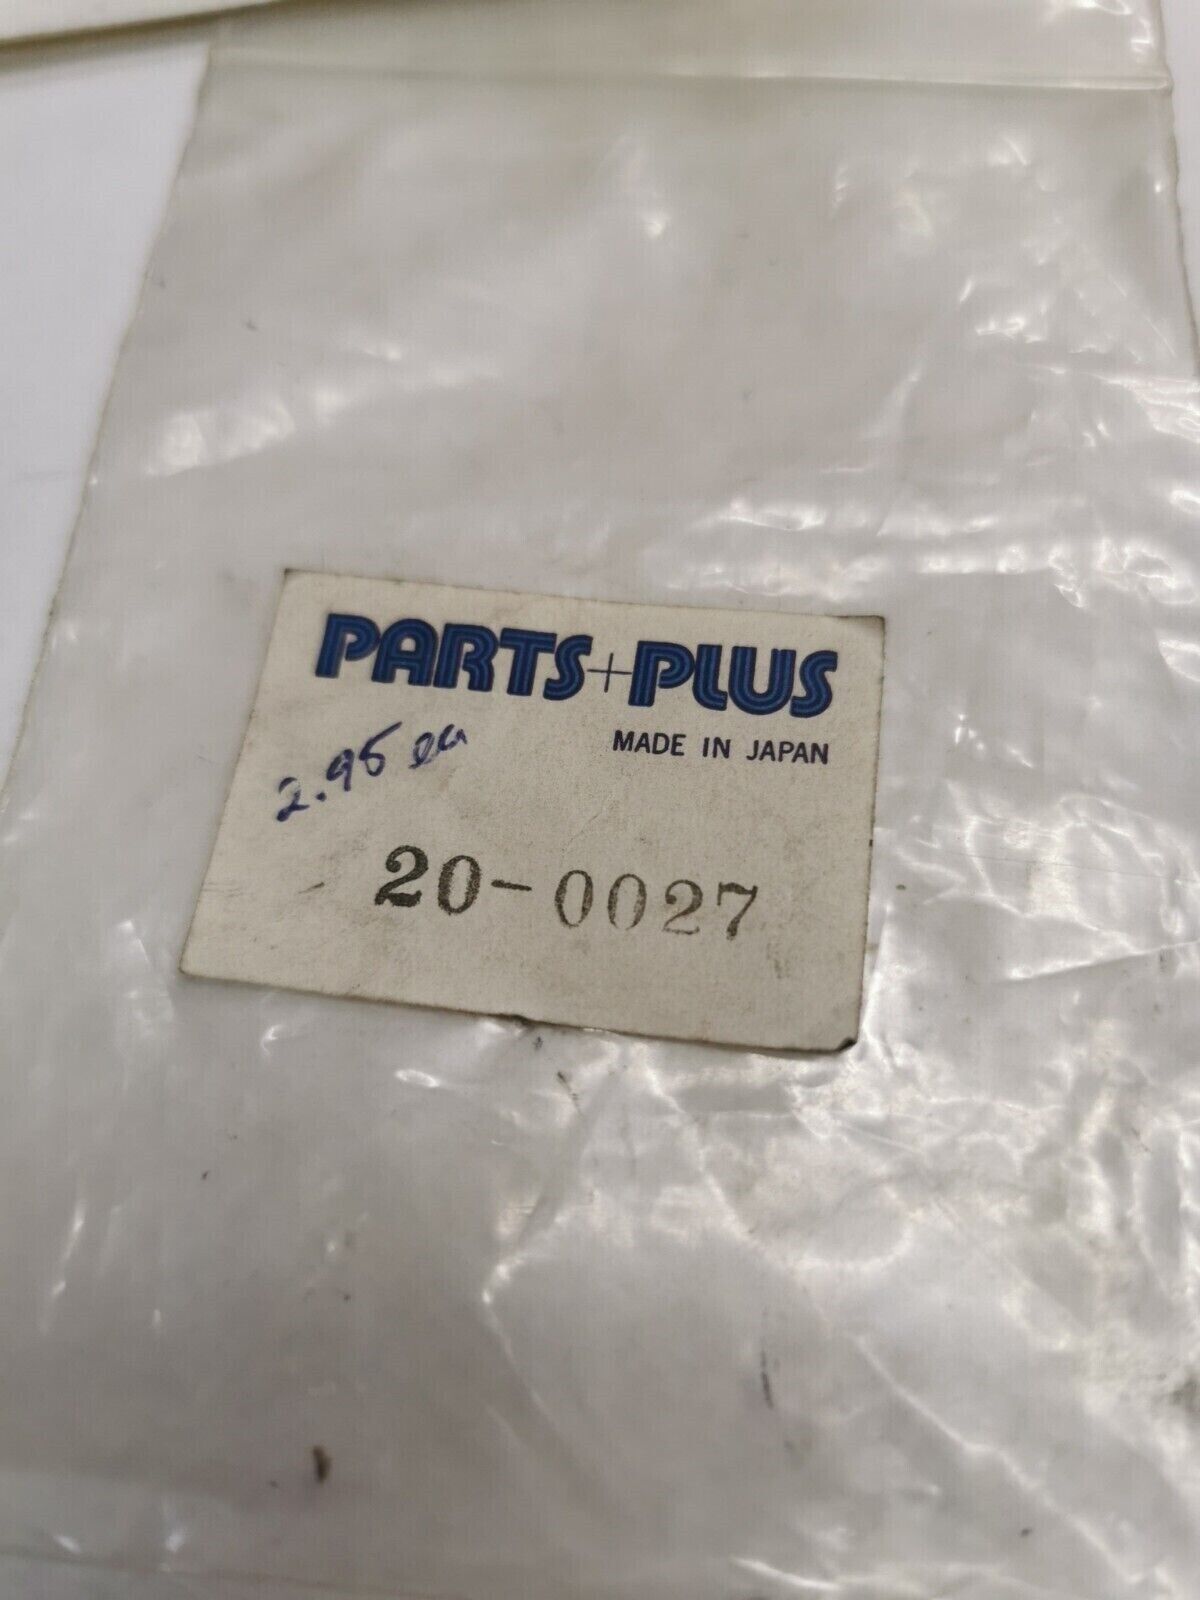 PARTS+PLUS
MADE IN JAPAN
2.95 ea
20-0027